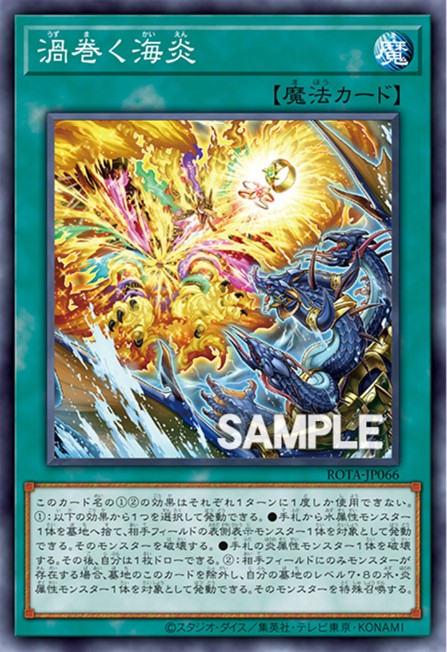 渦巻く海炎
魔
【魔法カード】
SAMPLE
ROTA-JP066
このカード名の①②の効果はそれぞれ1ターンに1度しか使用できない。
①:以下の効果から1つを選択して発動できる。●手札から水属性モンスター
1体を墓地へ捨て、相手フィールドの表側表示モンスター1体を対象として発動
できる。そのモンスターを破壊する。●手札の炎属性モンスター1体を破壊
する。その後、自分は1枚ドローできる。②:相手フィールドにのみモンスターが
存在する場合、墓地のこのカードを除外し、自分の墓地のレベル7・8の水・炎
属性モンスター1体を対象として発動できる。そのモンスターを特殊召喚する。
©スタジオ・ダイス/集英社・テレビ東京・KONAMI